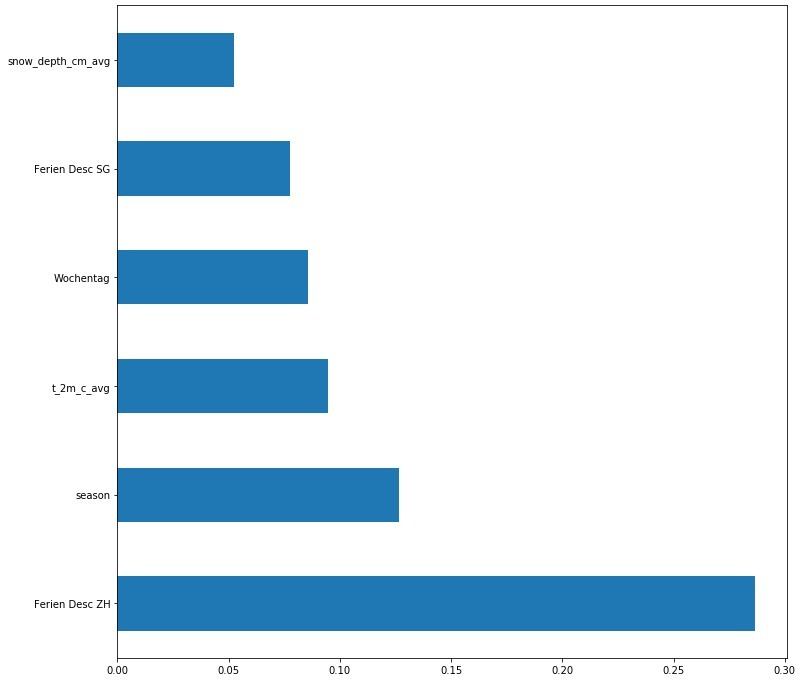 snow_depth_cm_avg
Ferien Desc SG
Wochentag
t_2m_c_avg
season
Ferien Desc ZH
0.00 0.05 0.10 0.15 0.20 0.25 0.30